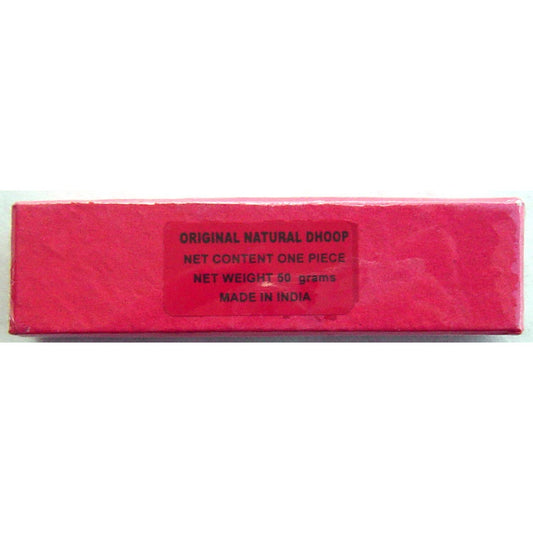 ORIGINAL NATURAL DHOOP
NET CONTENT ONE PIECE
NET WEIGHT 50 grams
MADE IN INDIA